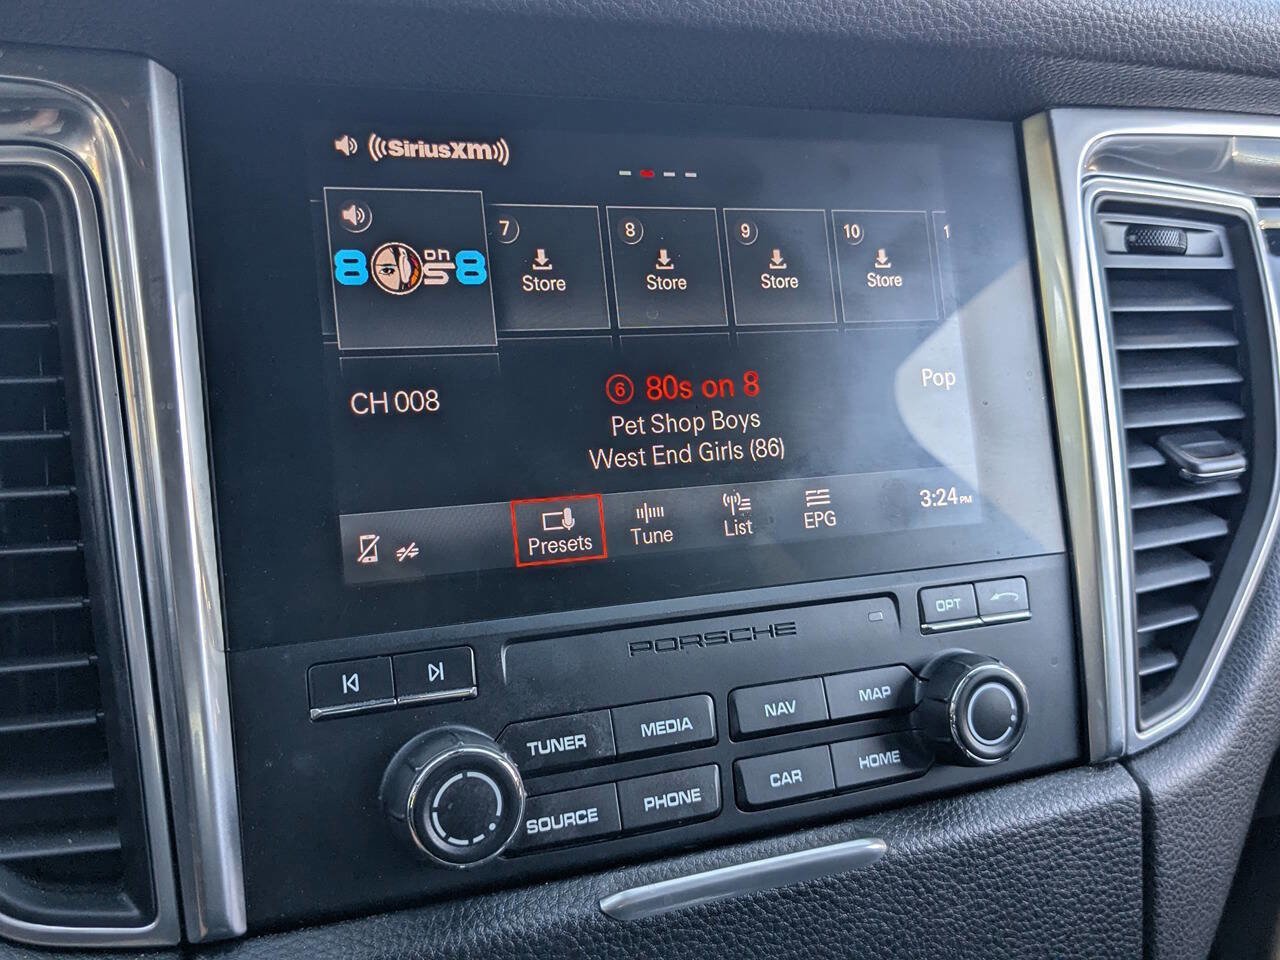 ((SiriusXM))
80s on 8
7
Store
8
Store
9
Store
10
Store
1
CH 008
6 80s on 8
Pop
Pet Shop Boys
West End Girls (86)
Presets
Tune
List
EPG
3:24 PM
PORSCHE
OPT
TUNER
MEDIA
NAV
MAP
SOURCE
PHONE
CAR
HOME